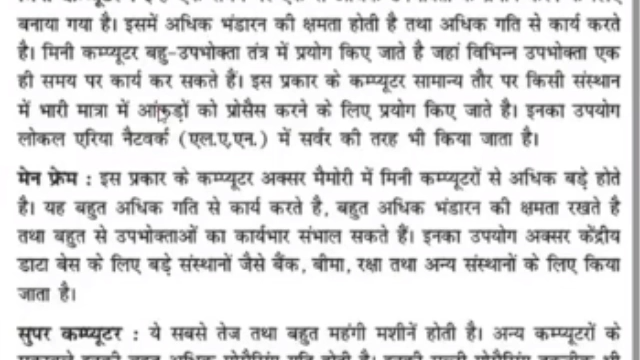 बनाया गया है। इसमें अधिक भंडारन की क्षमता होती है तथा अधिक गति से कार्य करते
है। मिनी कम्प्यूटर बहु-उपभोक्ता तंत्र में प्रयोग किए जाते है जहां विभिन्न उपभोक्ता एक
ही समय पर कार्य कर सकते हैं। इस प्रकार के कम्प्यूटर सामान्य तौर पर किसी संस्थान
में भारी मात्रा में आंकड़ों को प्रोसैस करने के लिए प्रयोग किए जाते है। इनका उपयोग
लोकल एरिया नैटवर्क (एल.ए.एन.) में सर्वर की तरह भी किया जाता है।
मेन फ्रेम : इस प्रकार के कम्प्यूटर अक्सर मैमोरी में मिनी कम्प्यूटरों से अधिक बड़े होते
है। यह बहुत अधिक गति से कार्य करते है, बहुत अधिक भंडारन की क्षमता रखते है
तथा बहुत से उपभोक्ताओं का कार्यभार संभाल सकते हैं। इनका उपयोग अक्सर केंद्रीय
डाटा बेस के लिए बड़े संस्थानों जैसे बैंक, बीमा, रक्षा तथा अन्य संस्थानों के लिए किया
जाता है।
सुपर कम्प्यूटर : ये सबसे तेज तथा बहुत महंगी मशीनें होती है। अन्य कम्प्यूटरों के